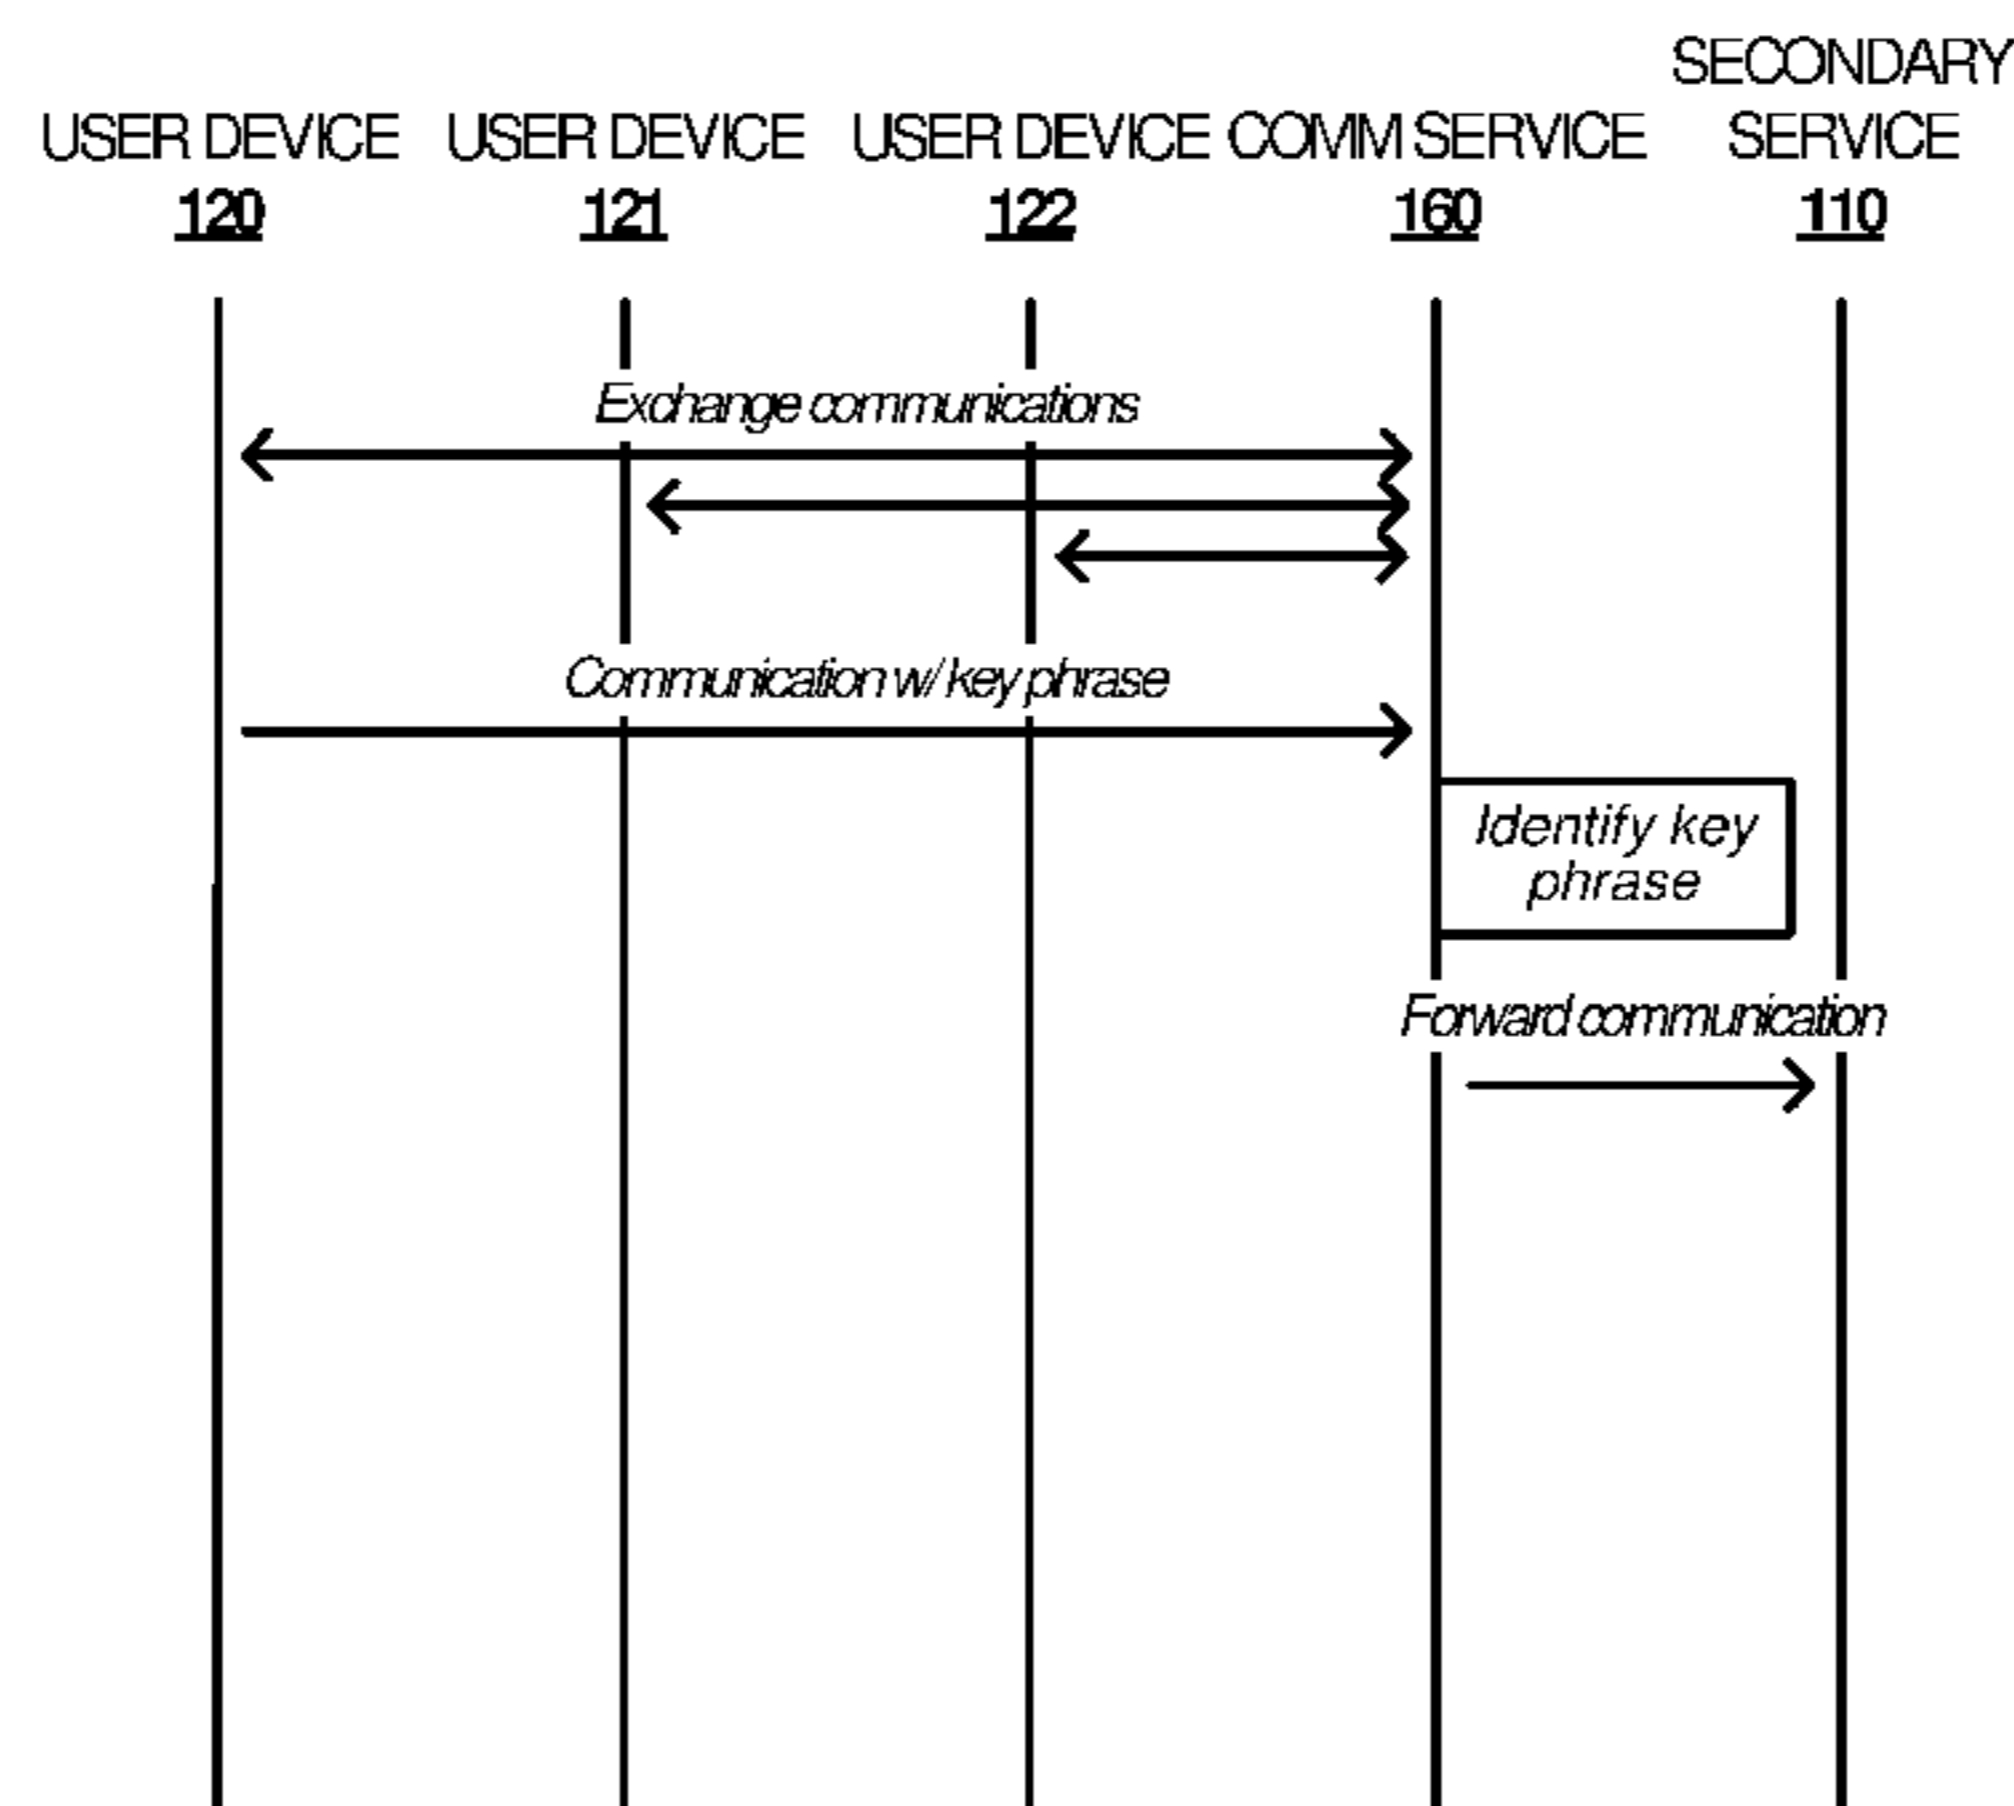 SECONDARY
USER DEVICE USER DEVICE USER DEVICE COMM SERVICE SERVICE
120 121 122 160 110
Exchange communications
Communication w/ key phrase
Identify key
phrase
Forward communication